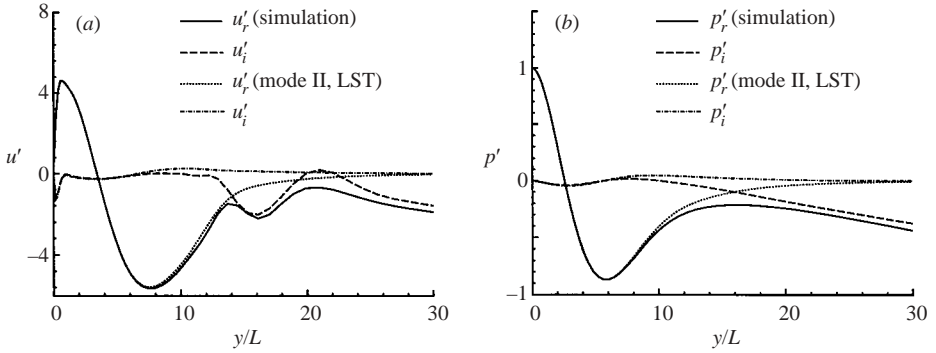 (a)
u′r (simulation)
u′i
u′r (mode II, LST)
u′i
8
4
0
−4
u′
0
10
20
30
y/L
(b)
p′r (simulation)
p′i
p′r (mode II, LST)
p′i
1
0
−1
p′
0
10
20
30
y/L